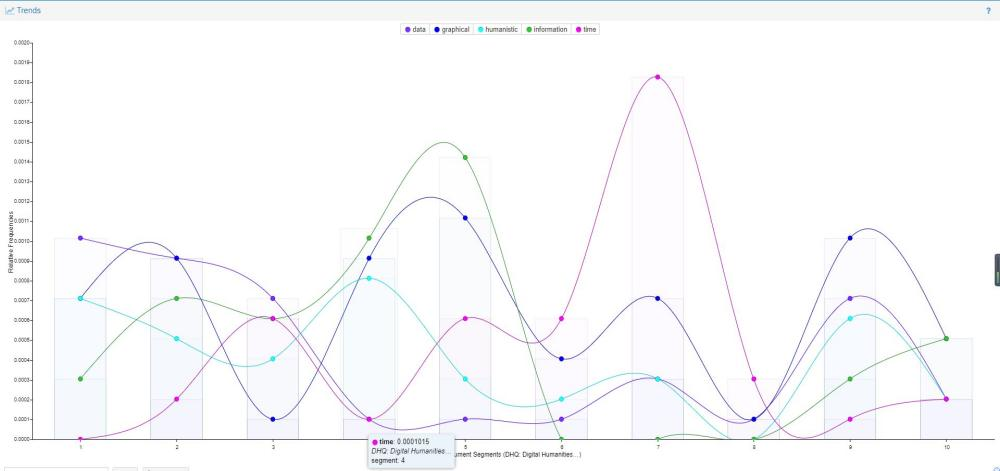 Trends
?
data graphical humanistic information time
0.0020
0.0019
0.0018
0.0017
0.0016
0.0015
0.0014
0.0013
0.0012
0.0011
0.0010
0.0009
0.0008
0.0007
0.0006
0.0005
0.0004
0.0003
0.0002
0.0001
0.0000
Relative Frequencies
1 2 3 5 6 7 8 9 10
ument Segments (DHQ: Digital Humanities...)
time: 0.0001015
DHQ: Digital Humanities...
segment: 4